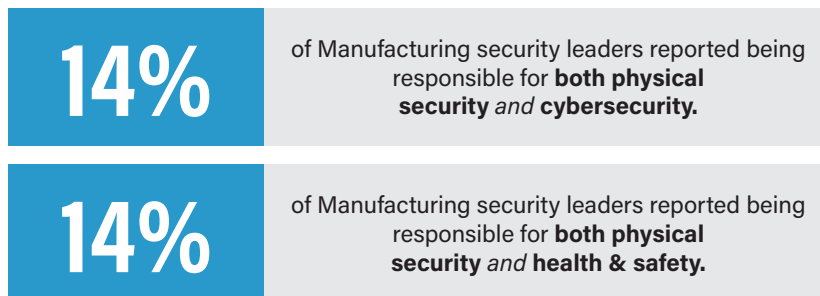 14%
of Manufacturing security leaders reported being
responsible for both physical
security and cybersecurity.
14%
of Manufacturing security leaders reported being
responsible for both physical
security and health & safety.